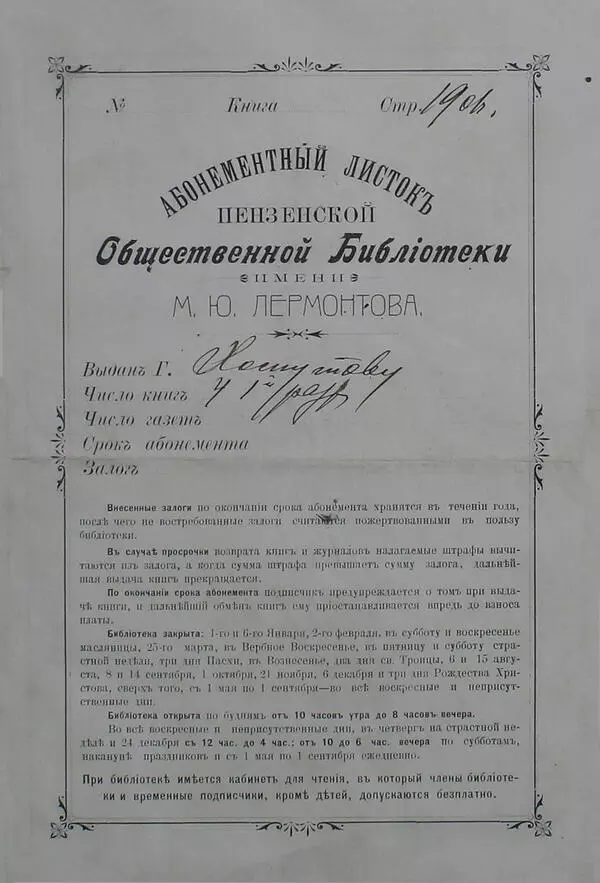 № Книга Стр. 1906.
АБОНЕМЕНТНЫЙ ЛИСТОКЪ
ПЕНЗЕНСКОЙ
Общественной Библіотеки
ИМЕНИ
М. Ю. ЛЕРМОНТОВА.
Выданъ Г. Хомутову
Число книгъ 4 1й разр
Число газетъ
Срокъ абонемента
Залогъ
Внесенные залоги по окончаніи срока абонемента хранятся въ теченіи года,
послѣ чего не востребованные залоги считаются пожертвованными въ пользу
библіотеки.
Въ случаѣ просрочки возврата книгъ и журналовъ налагаемые штрафы вычи-
таются изъ залога, а когда сумма штрафа превышаетъ сумму залога, дальнѣй-
шая выдача книгъ прекращается.
По окончаніи срока абонемента подписчикъ предупреждается о томъ при выда-
чѣ книги, и дальнѣйшій обмѣнъ книгъ ему пріостанавливается впредь до взноса
платы.
Библіотека закрыта: 1-го и 6-го Января, 2-го февраля, въ субботу и воскресенье
масляницы, 25-го марта, въ Вербное Воскресенье, въ пятницу и субботу страст-
ной недѣли, три дня Пасхи, въ Вознесенье, два дня св. Троицы, 6 и 15 авгу-
ста, 8 и 14 сентября, 1 октября, 21 ноября, 6 декабря и три дня Рождества Хри-
стова, сверхъ того, съ 1 мая по 1 сентября—во всѣ воскресные и неприсут-
ственные дни.
Библіотека открыта по буднямъ отъ 10 часовъ утра до 8 часовъ вечера.
Во всѣ воскресные и неприсутственные дни, въ четвергъ на страстной не-
дѣлѣ и 24 декабря съ 12 час. до 4 час.; отъ 10 до 6 час. вечера по субботамъ,
наканунѣ праздниковъ и съ 1 мая по 1 сентября ежедневно.
При библіотекѣ имѣется кабинетъ для чтенія, въ который члены библіоте-
ки и временные подписчики, кромѣ дѣтей, допускаются безплатно.